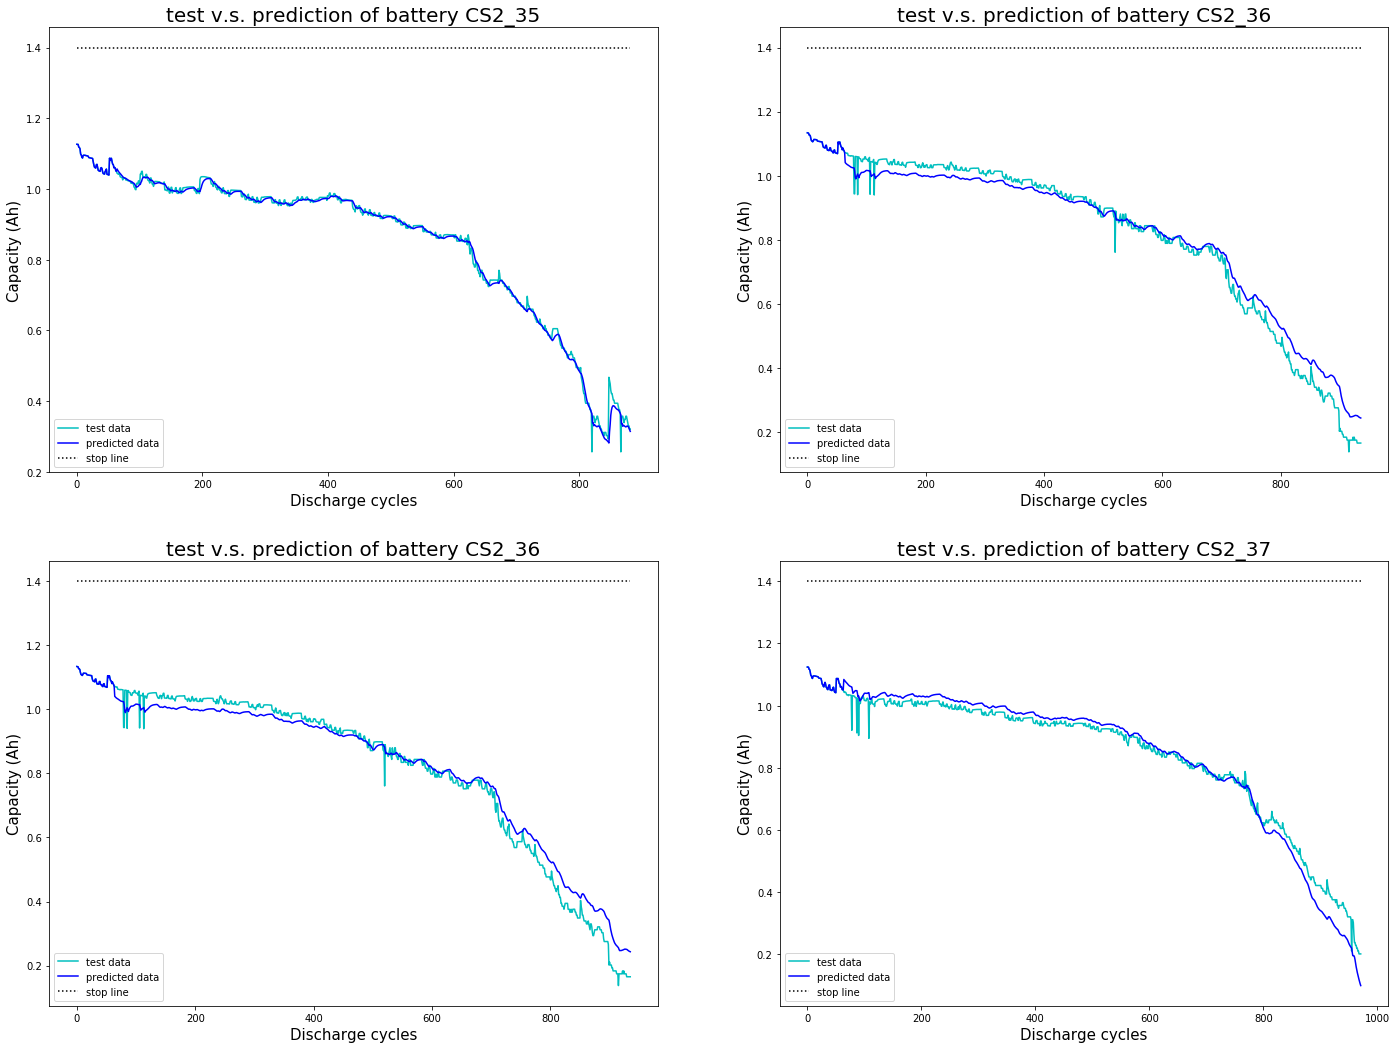 test v.s. prediction of battery CS2_35
1.4
1.2
1.0
0.8
0.6
0.4
0.2
Capacity (Ah)
test data
predicted data
stop line
0 200 400 600 800
Discharge cycles
test v.s. prediction of battery CS2_36
1.4
1.2
1.0
0.8
0.6
0.4
0.2
Capacity (Ah)
test data
predicted data
stop line
0 200 400 600 800
Discharge cycles
test v.s. prediction of battery CS2_36
1.4
1.2
1.0
0.8
0.6
0.4
0.2
Capacity (Ah)
test data
predicted data
stop line
0 200 400 600 800
Discharge cycles
test v.s. prediction of battery CS2_37
1.4
1.2
1.0
0.8
0.6
0.4
0.2
Capacity (Ah)
test data
predicted data
stop line
0 200 400 600 800 1000
Discharge cycles